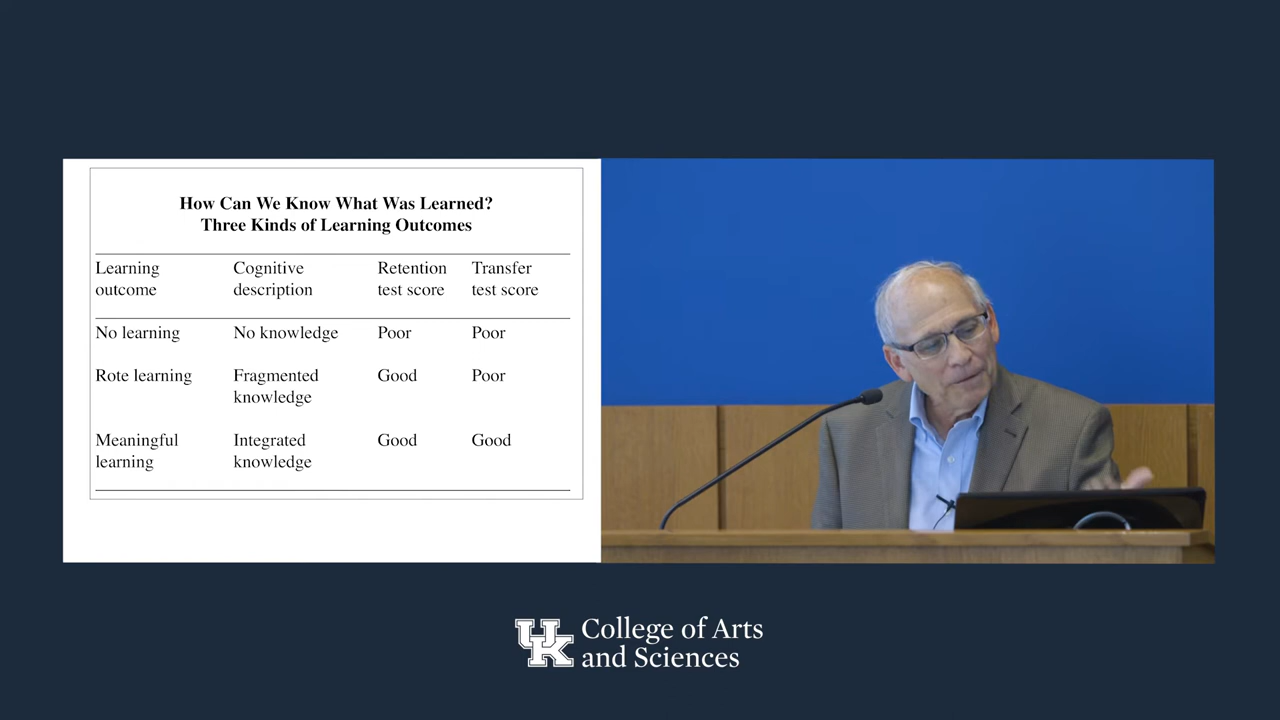 How Can We Know What Was Learned?
Three Kinds of Learning Outcomes
Learning outcome
Cognitive description
Retention test score
Transfer test score
No learning
No knowledge
Poor
Poor
Rote learning
Fragmented knowledge
Good
Poor
Meaningful learning
Integrated knowledge
Good
Good
UK
College of Arts
and Sciences